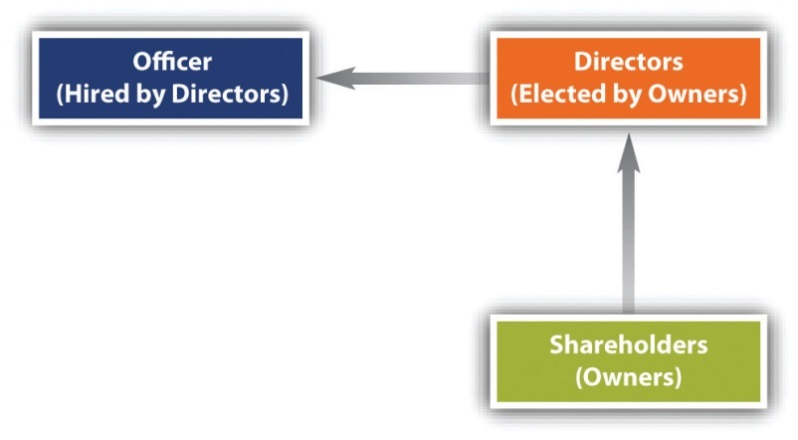 Officer
(Hired by Directors)
Directors
(Elected by Owners)
Shareholders
(Owners)